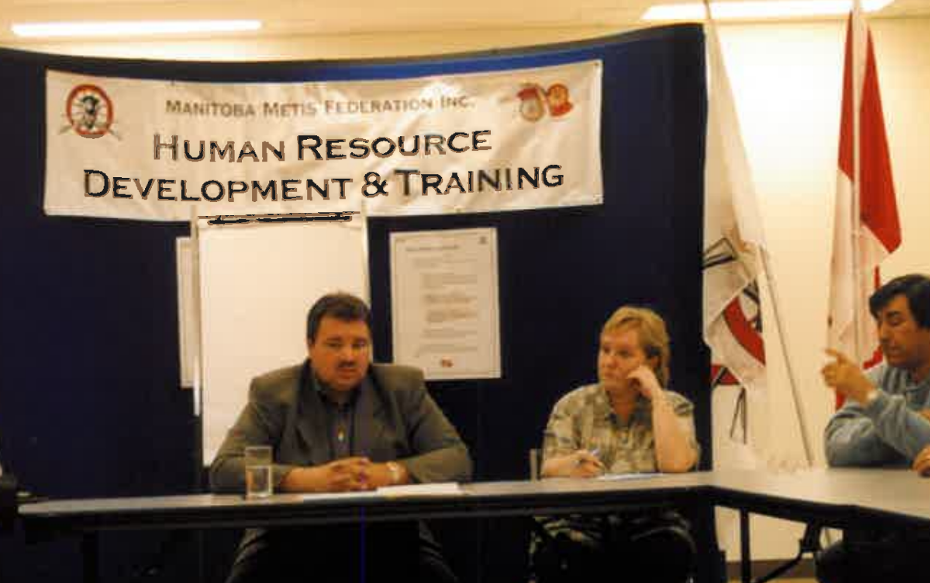 MANITOBA METIS FEDERATION INC.
HUMAN RESOURCE
DEVELOPMENT & TRAINING